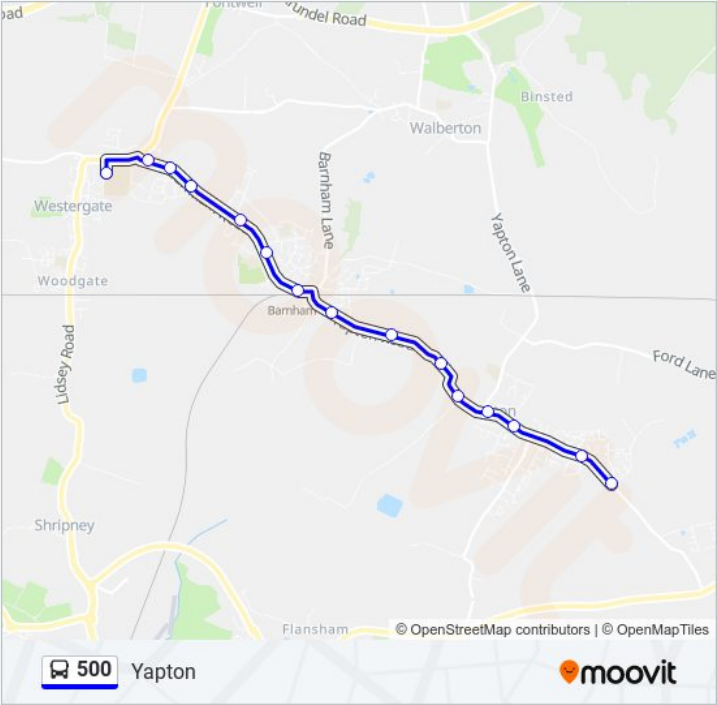 oad
Fontwell
Arundel Road
Binsted
Walberton
Barnham Lane
Westergate
Yapton Lane
Woodgate
Barnham
Lidsey Road
Ford Lane
ton
Shripney
Flansham
© OpenStreetMap contributors | © OpenMapTiles
500 Yapton
moovit